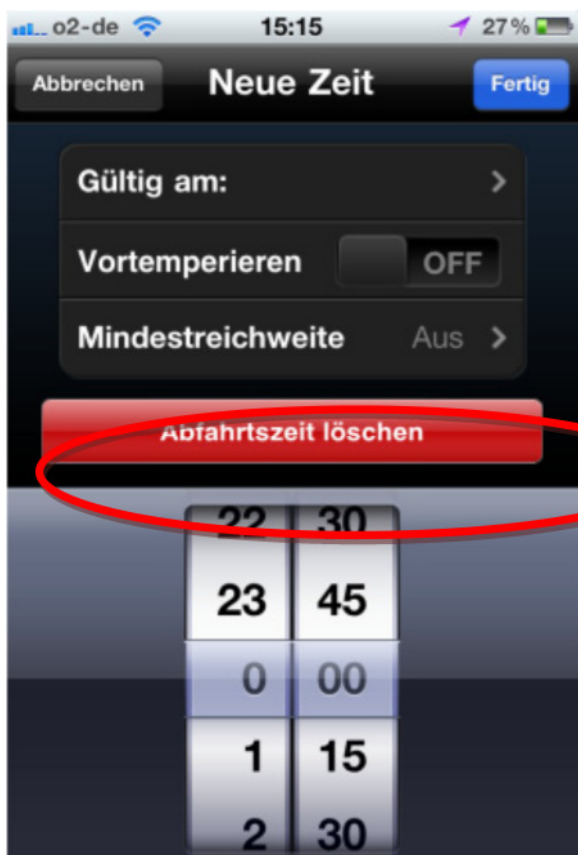 o2-de 15:15 27%
Abbrechen Neue Zeit Fertig
Gültig am:
Vortemperieren OFF
Mindestreichweite Aus
Abfahrtszeit löschen
22 30
23 45
0 00
1 15
2 30